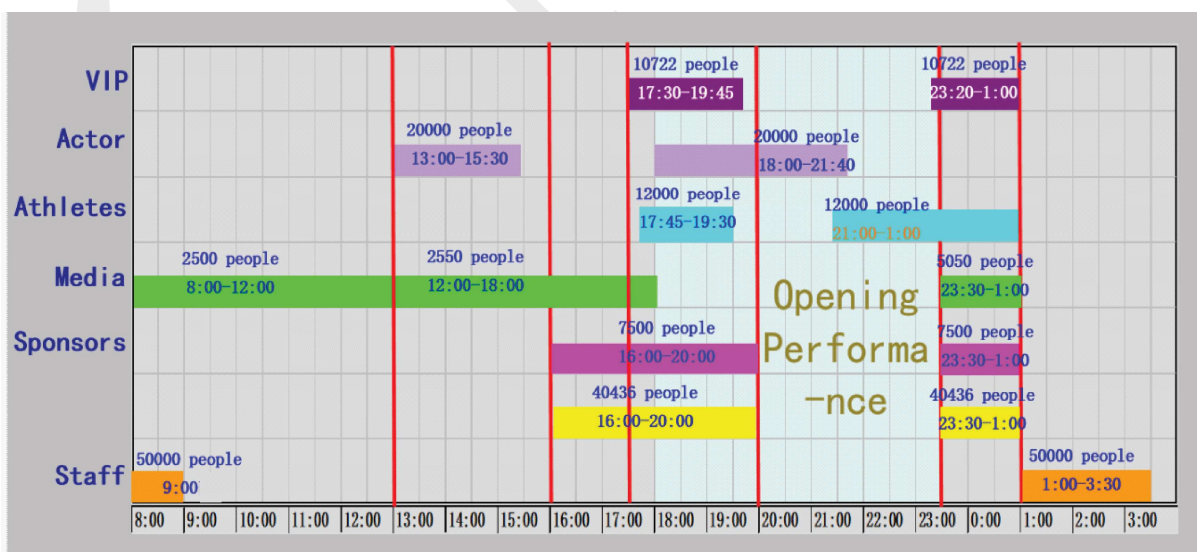 10722 people
10722 people
VIP
17:30-19:45
23:20-1:00
20000 people
20000 people
Actor
13:00-15:30
18:00-21:40
12000 people
12000 people
Athletes
17:45-19:30
21:00-1:00
2500 people
2550 people
5050 people
Media
8:00-12:00
12:00-18:00
23:30-1:00
Opening
Performa
-nce
7500 people
7500 people
Sponsors
16:00-20:00
23:30-1:00
40436 people
40436 people
16:00-20:00
23:30-1:00
50000 people
50000 people
Staff
9:00
1:00-3:30
8:00 9:00 10:00 11:00 12:00 13:00 14:00 15:00 16:00 17:00 18:00 19:00 20:00 21:00 22:00 23:00 0:00 1:00 2:00 3:00